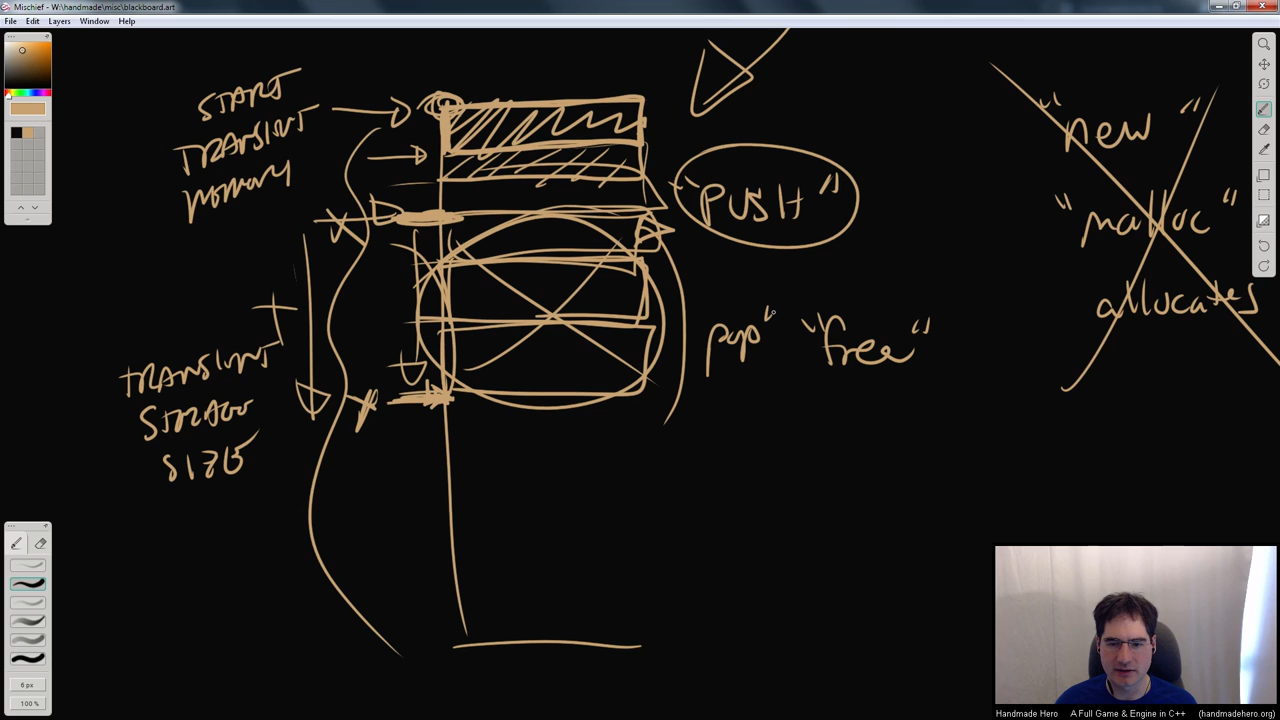 Mischief - W:\handmade\misc\blackboard.art
File Edit Layers Window Help
START
TRANSIENT
MEMORY
"PUSH"
"new"
"malloc"
allocates
pop" "free"
TRANSIENT
STORAGE
SIZE
6 px
100 %
Handmade Hero A Full Game & Engine in C++ (handmadehero.org)